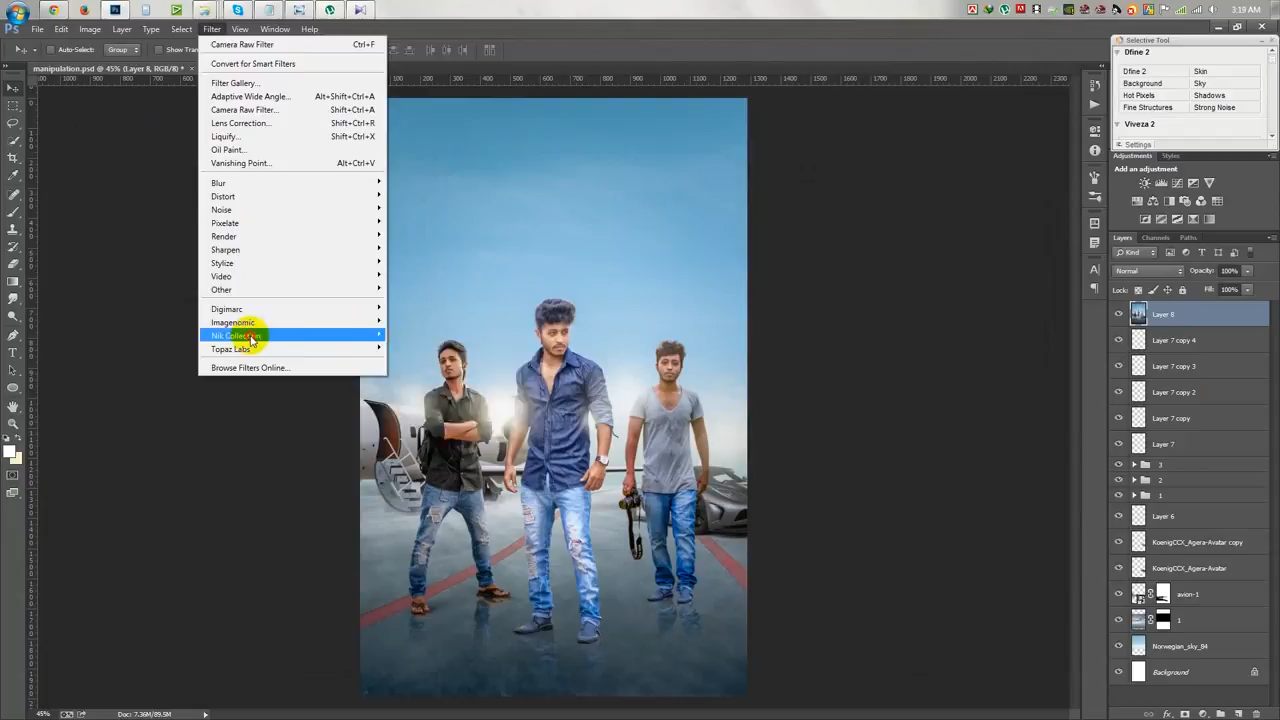 3:19 AM
Ps File Edit Image Layer Type Select Filter View Window Help
Auto-Select: Group Show Tran
manipulation.psd @ 45% (Layer 8, RGB/8) *
Camera Raw Filter Ctrl+F
Convert for Smart Filters
Filter Gallery...
Adaptive Wide Angle... Alt+Shift+Ctrl+A
Camera Raw Filter... Shift+Ctrl+A
Lens Correction... Shift+Ctrl+R
Liquify... Shift+Ctrl+X
Oil Paint...
Vanishing Point... Alt+Ctrl+V
Blur
Distort
Noise
Pixelate
Render
Sharpen
Stylize
Video
Other
Digimarc
Imagenomic
Nik Collection
Topaz Labs
Browse Filters Online...
Selective Tool
Dfine 2
Dfine 2 Skin
Background Sky
Hot Pixels Shadows
Fine Structures Strong Noise
Viveza 2
Settings
Adjustments Styles
Add an adjustment
Layers Channels Paths
Kind
Normal Opacity: 100%
Lock: Fill: 100%
Layer 8
Layer 7 copy 4
Layer 7 copy 3
Layer 7 copy 2
Layer 7 copy
Layer 7
3
2
1
Layer 6
KoenigCCX_Agera-Avatar copy
KoenigCCX_Agera-Avatar
avion-1
1
Norwegian_sky_84
Background
45% Doc: 7.36M/89.5M